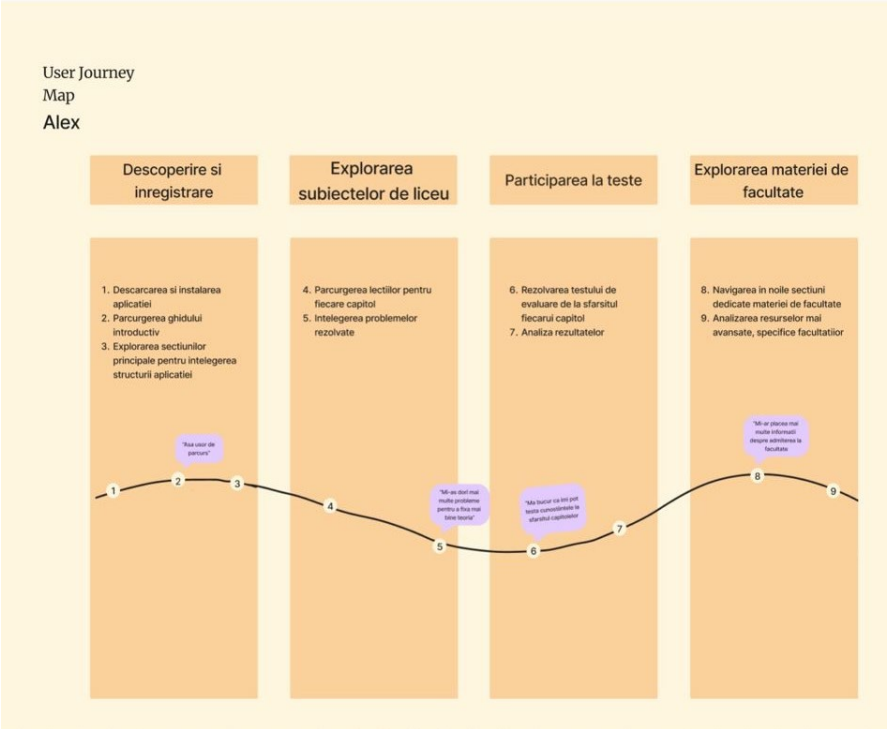 User Journey
Map
Alex
Descoperire si
inregistrare
Explorarea
subiectelor de liceu
Participarea la teste
Explorarea materiei de
facultate
1. Descarcarea si instalarea
aplicatiei
2. Parcurgerea ghidului
introductiv
3. Explorarea sectiunilor
principale pentru intelegerea
structurii aplicatiei
4. Parcurgerea lectiilor pentru
fiecare capitol
5. Intelegerea problemelor
rezolvate
6. Rezolvarea testului de
evaluare de la sfarsitul
fiecarui capitol
7. Analiza rezultatelor
8. Navigarea in noile sectiuni
dedicate materiei de facultate
9. Analizarea resurselor mai
avansate, specifice facultatiior
"Asa usor de
parcurs"
"Mi-as dori mai
multe probleme
pentru a fixa mai
bine teoria"
"Ma bucur ca imi pot
testa cunostintele la
sfarsitul capitolelor
"Mi-ar placea mai
multe informatii
despre admiterea la
facultate
1
2
3
4
5
6
7
8
9